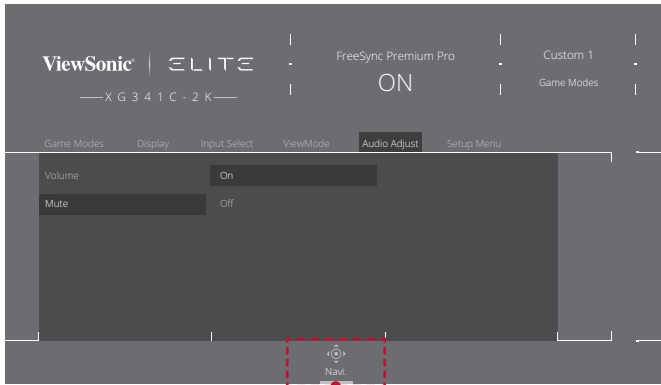 ViewSonic ELITE
XG341C-2K
FreeSync Premium Pro
ON
Custom 1
Game Modes
Game Modes Display Input Select ViewMode Audio Adjust Setup Menu
Volume On
Mute Off
Navi.